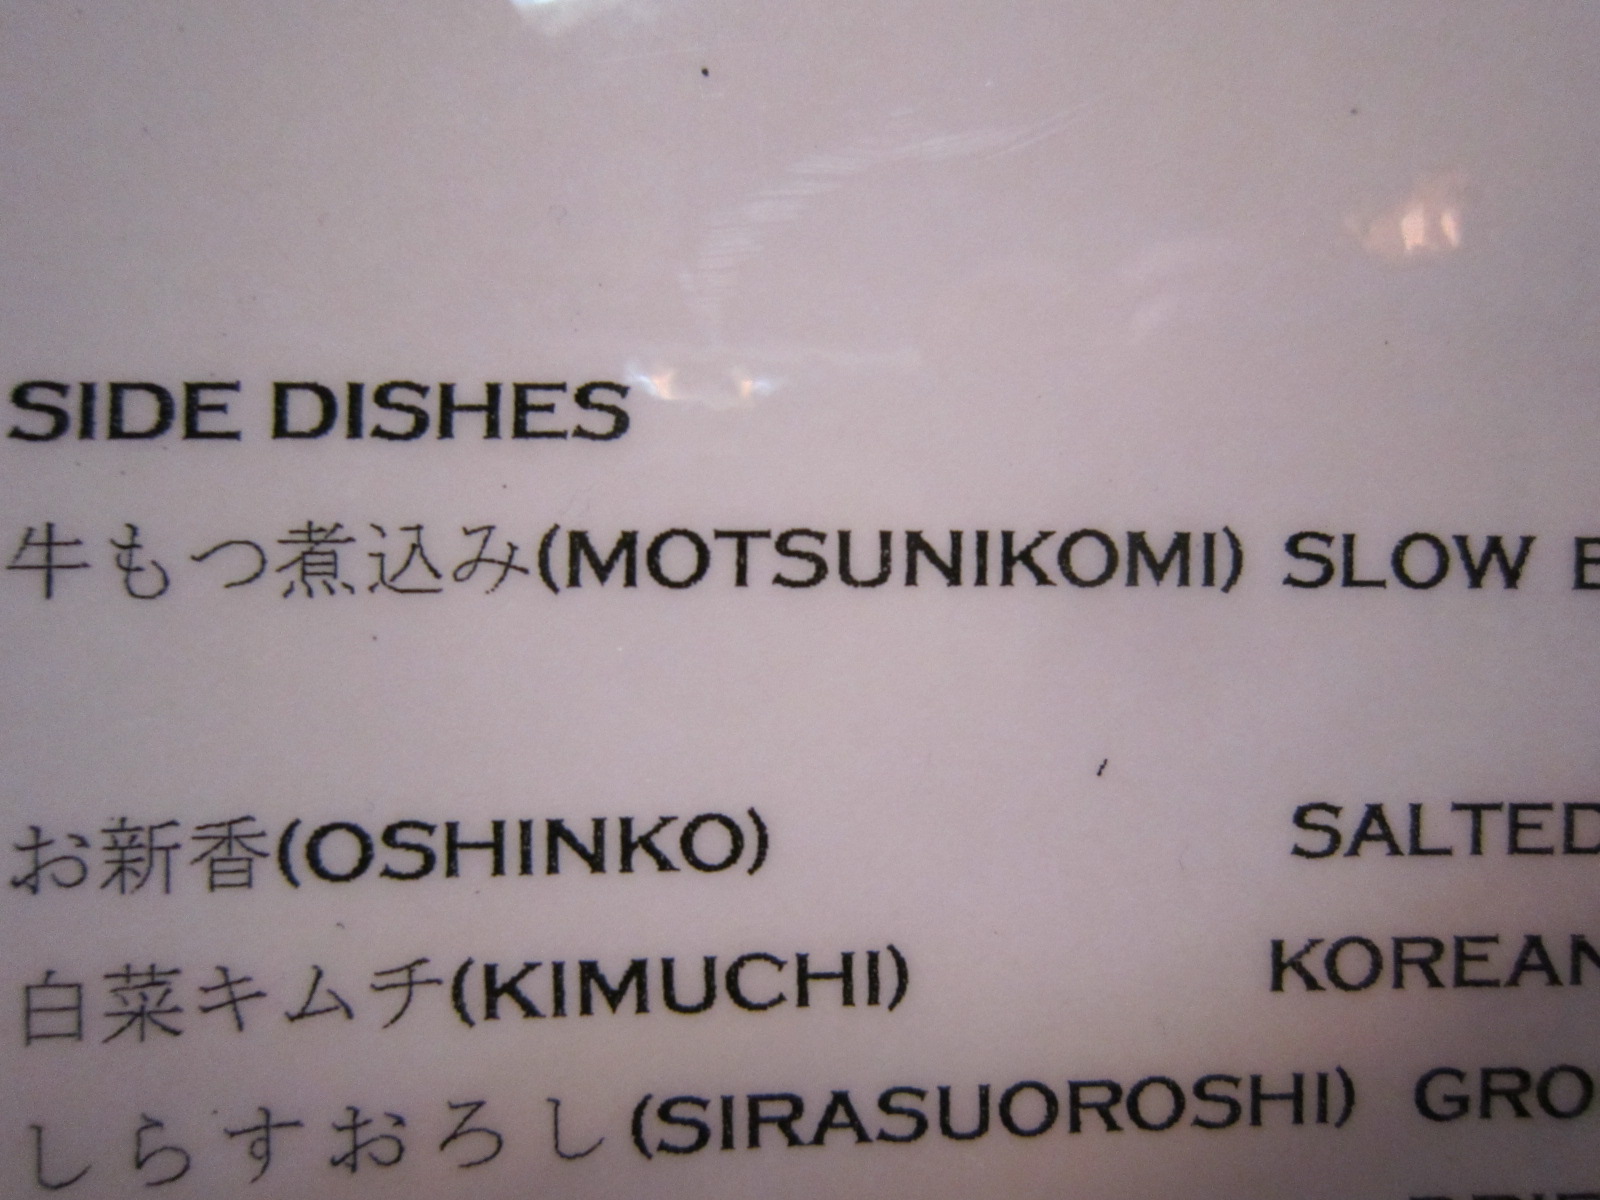 SIDE DISHES
牛もつ煮込み(MOTSUNIKOMI) SLOW
お新香(OSHINKO) SALTED
白菜キムチ(KIMUCHI) KOREAN
しらすおろし(SIRASUOROSHI) GRO